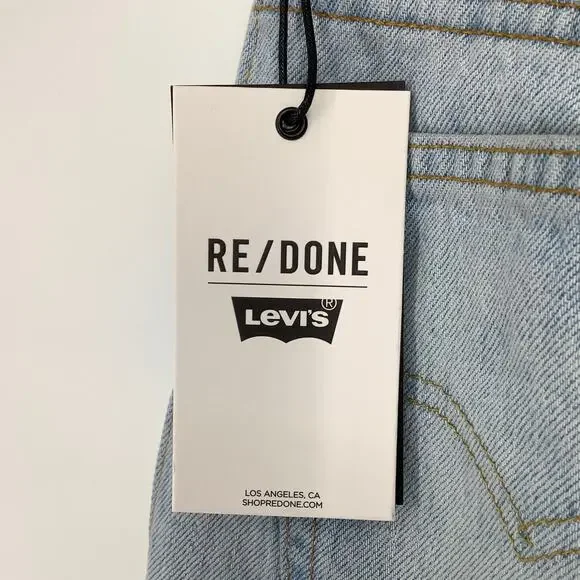 RE/DONE
LEVI'S®
LOS ANGELES, CA
SHOPREDONE.COM